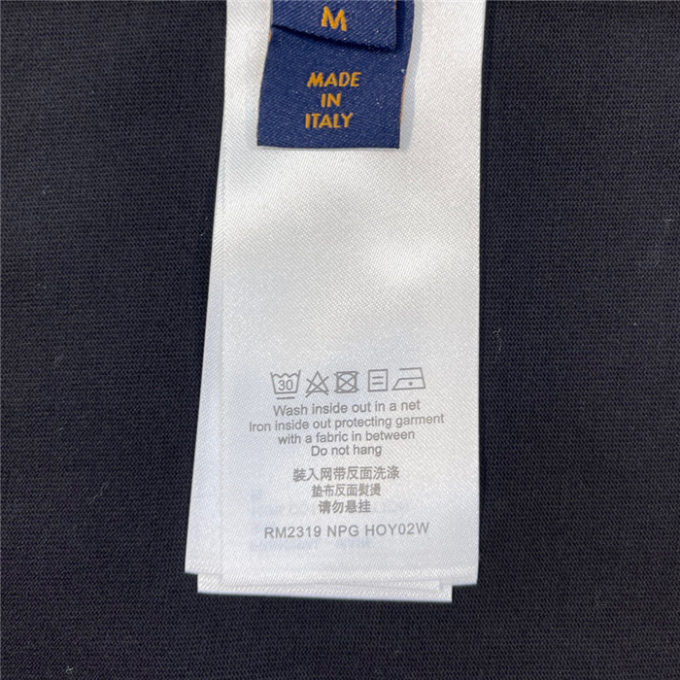 M
MADE
IN
ITALY
30
Wash inside out in a net
Iron inside out protecting garment
with a fabric in between
Do not hang
裝入网带反面洗涤
垫布反面熨烫
请勿悬挂
RM2319 NPG HOY02W